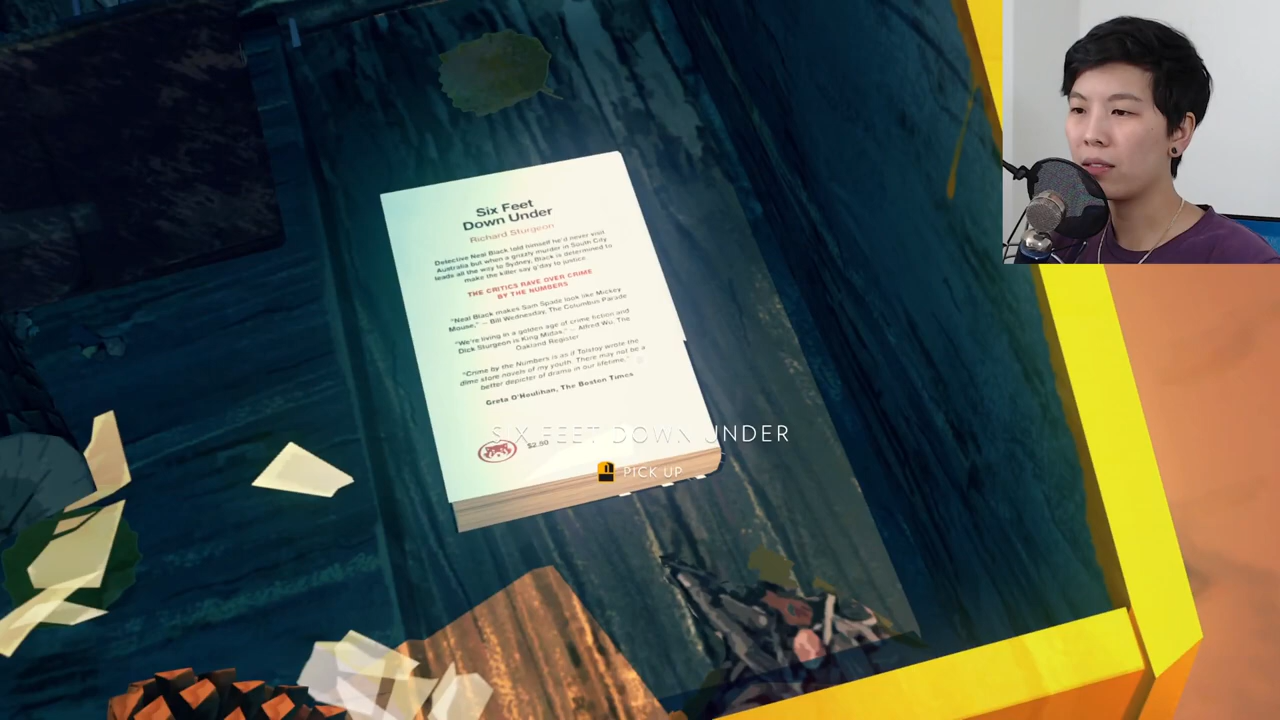 Six Feet
Down Under
Richard Sturgeon
Detective Neal Black told himself he'd never visit
Australia but when a grizzly murder in South City
leads all the way to Sydney, Black is determined to
make the killer say g'day to justice.
THE CRITICS RAVE OVER CRIME
BY THE NUMBERS
"Neal Black makes Sam Spade look like Mickey
Mouse." — Bill Wednesday, The Columbus Parade
"We're living in a golden age of crime fiction and
Dick Sturgeon is King Midas." — Alfred Wu, The
Oakland Register
"Crime by the Numbers is as if Tolstoy wrote the
dime store novels of my youth. There may not be a
better depicter of drama in our lifetime."
Greta O'Houlihan, The Boston Times
$2.50
SIX FEET DOWN UNDER
PICK UP